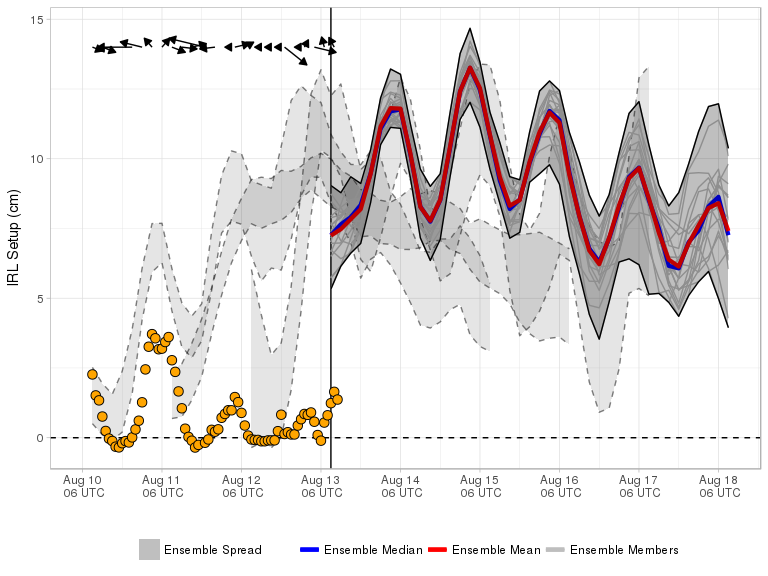 15
10
5
0
IRL Setup (cm)
Aug 10 Aug 11 Aug 12 Aug 13 Aug 14 Aug 15 Aug 16 Aug 17 Aug 18
06 UTC 06 UTC 06 UTC 06 UTC 06 UTC 06 UTC 06 UTC 06 UTC 06 UTC
Ensemble Spread Ensemble Median Ensemble Mean Ensemble Members